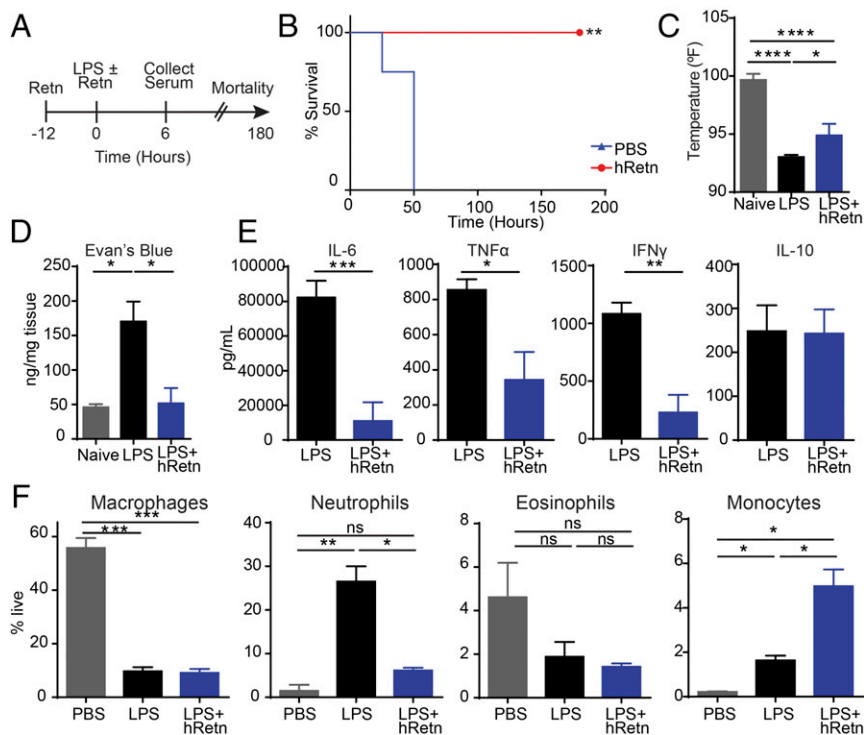 A
Retn
LPS ±
Retn
Collect
Serum
Mortality
-12
0
6
180
Time (Hours)
B
% Survival
100
50
0
0
50
100
150
200
Time (Hours)
**
PBS
hRetn
C
Temperature (ºF)
100
95
90
****
**** *
Naive LPS LPS+
hRetn
D
Evan's Blue
ng/mg tissue
250
200
150
100
50
0
* *
Naive LPS LPS+
hRetn
E
IL-6
pg/mL
100000
80000
60000
40000
20000
0
***
LPS LPS+
hRetn
TNFα
1000
800
600
400
200
0
*
LPS LPS+
hRetn
IFNγ
1500
1000
500
0
**
LPS LPS+
hRetn
IL-10
400
300
200
100
0
LPS LPS+
hRetn
F
Macrophages
% live
60
40
20
0
***
***
PBS LPS LPS+
hRetn
Neutrophils
40
30
20
10
0
ns
** *
PBS LPS LPS+
hRetn
Eosinophils
8
6
4
2
0
ns
ns ns
PBS LPS LPS+
hRetn
Monocytes
8
6
4
2
0
*
* *
PBS LPS LPS+
hRetn